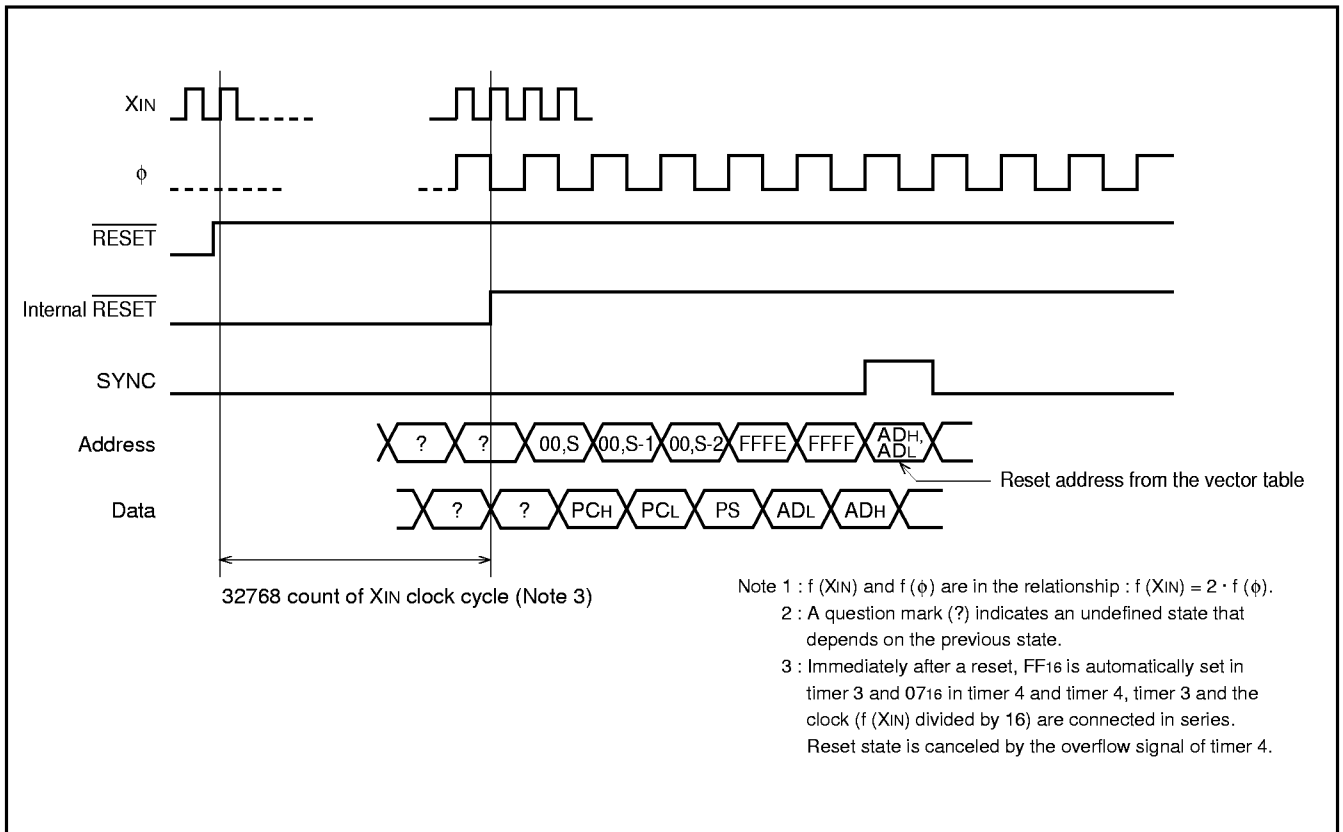 XIN
ϕ
RESET
Internal RESET
SYNC
Address ? ? 00,S 00,S-1 00,S-2 FFFE FFFF ADH, ADL
Reset address from the vector table
Data ? ? PCH PCL PS ADL ADH
32768 count of XIN clock cycle (Note 3)
Note 1 : f (XIN) and f (ϕ) are in the relationship : f (XIN) = 2 · f (ϕ).
2 : A question mark (?) indicates an undefined state that
depends on the previous state.
3 : Immediately after a reset, FF16 is automatically set in
timer 3 and 0716 in timer 4 and timer 4, timer 3 and the
clock (f (XIN) divided by 16) are connected in series.
Reset state is canceled by the overflow signal of timer 4.